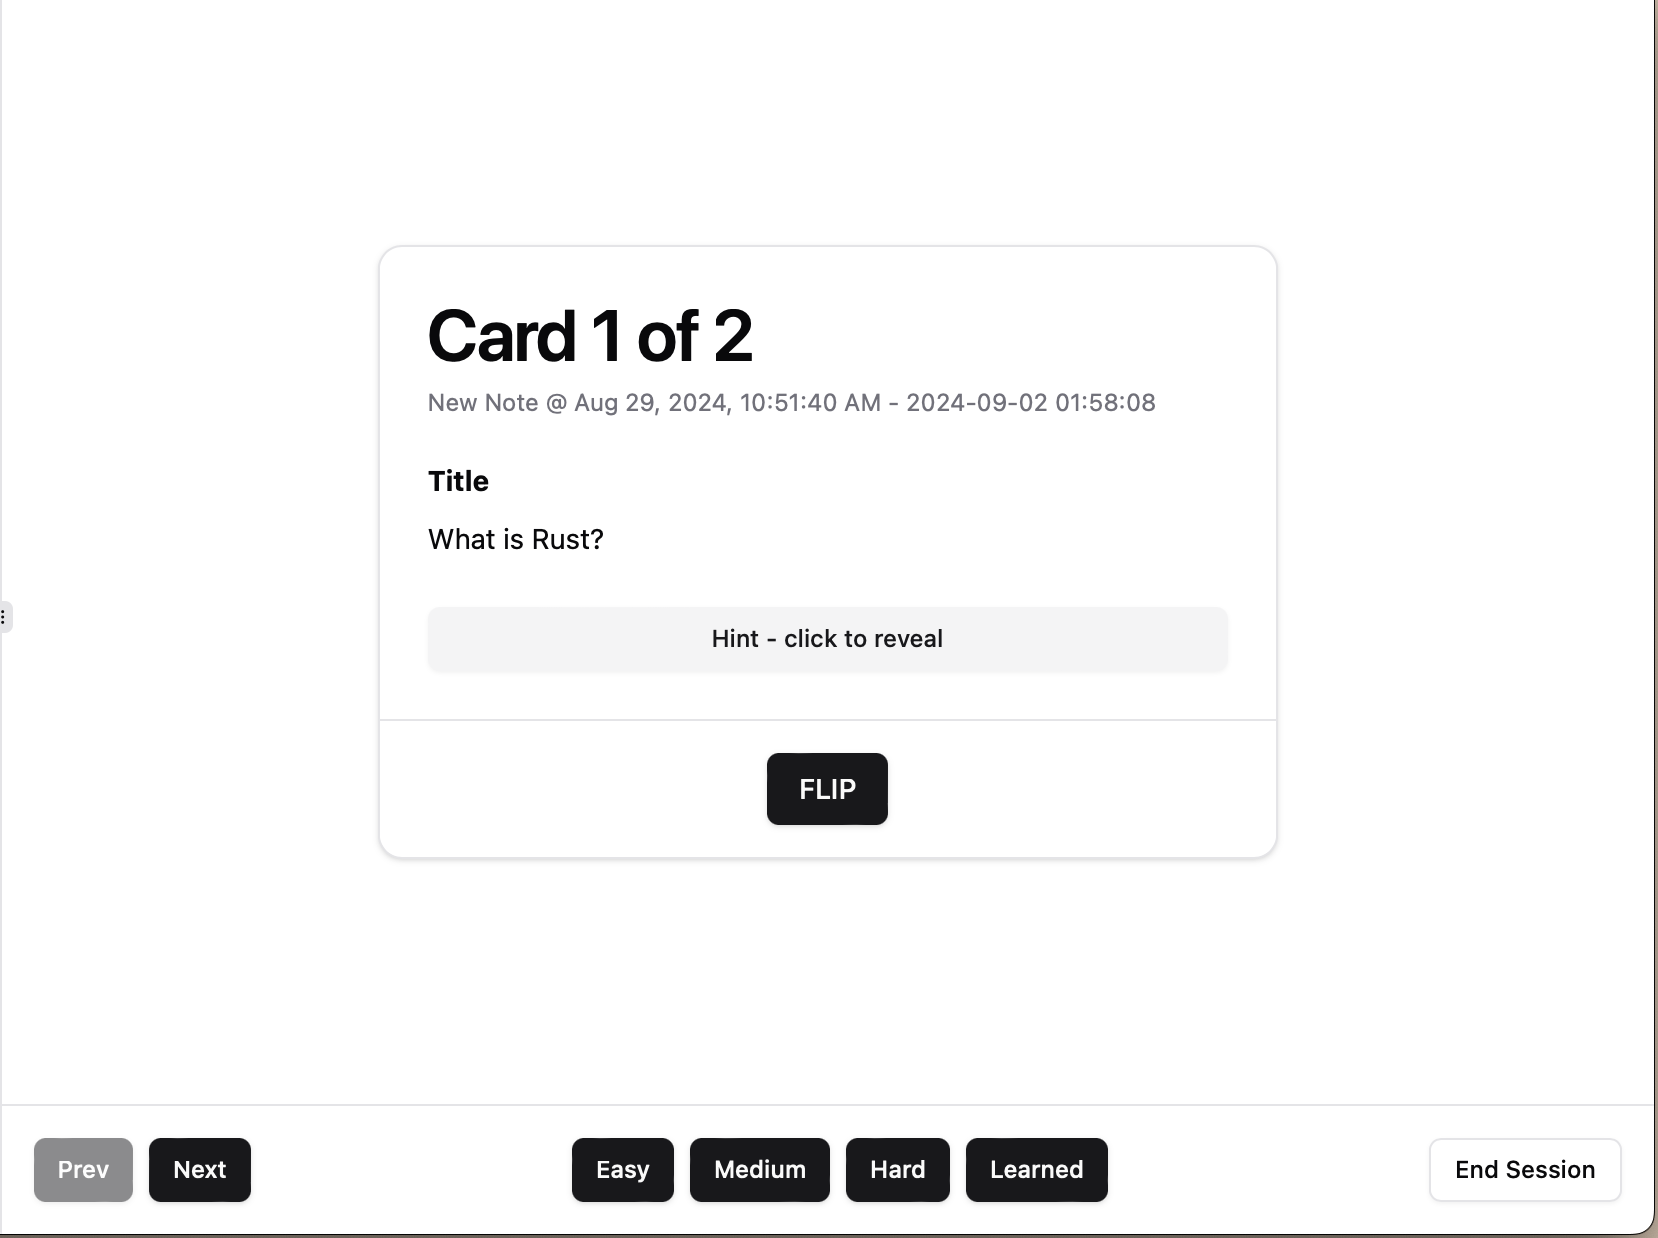 Card 1 of 2
New Note @ Aug 29, 2024, 10:51:40 AM - 2024-09-02 01:58:08
Title
What is Rust?
Hint - click to reveal
FLIP
Prev Next Easy Medium Hard Learned End Session